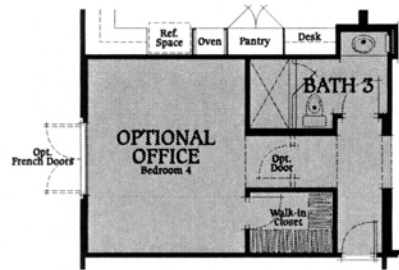 Ref.
Space
Oven
Pantry
Desk
BATH 3
OPTIONAL
OFFICE
Bedroom 4
Opt.
French Doors
Opt.
Door
Walk-in
Closet